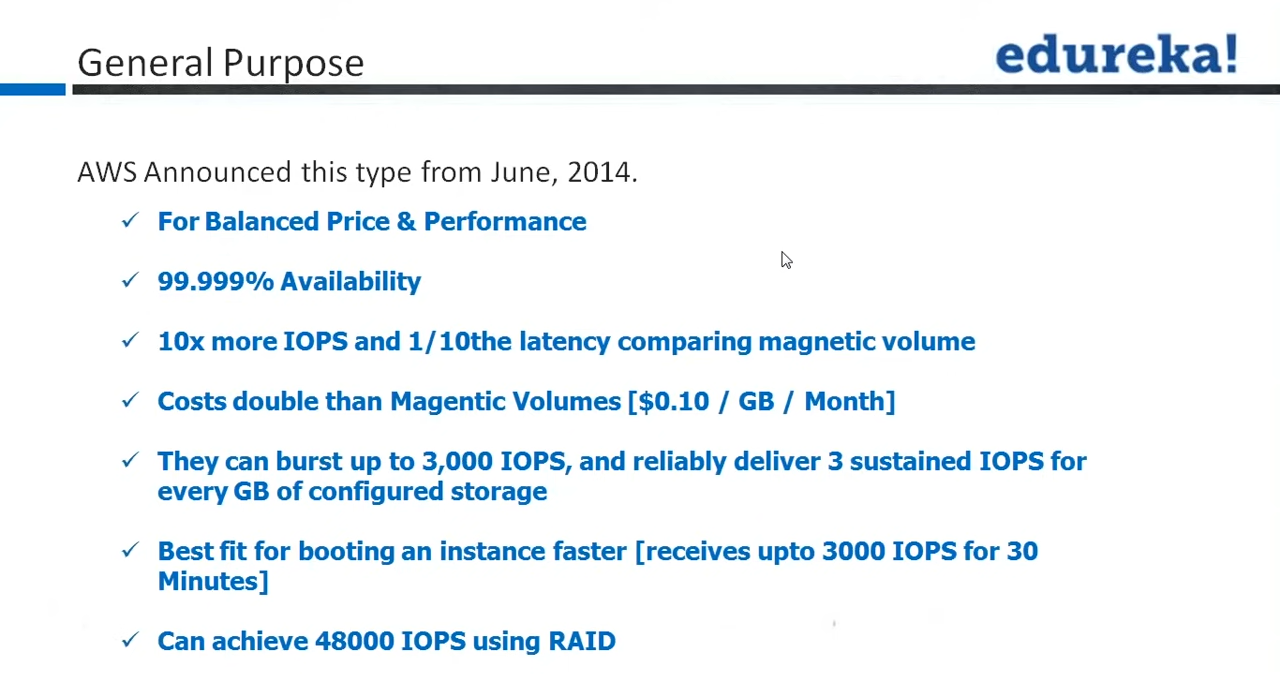 General Purpose
edureka!
AWS Announced this type from June, 2014.
✓ For Balanced Price & Performance
✓ 99.999% Availability
✓ 10x more IOPS and 1/10the latency comparing magnetic volume
✓ Costs double than Magentic Volumes [$0.10 / GB / Month]
✓ They can burst up to 3,000 IOPS, and reliably deliver 3 sustained IOPS for
every GB of configured storage
✓ Best fit for booting an instance faster [receives upto 3000 IOPS for 30
Minutes]
✓ Can achieve 48000 IOPS using RAID